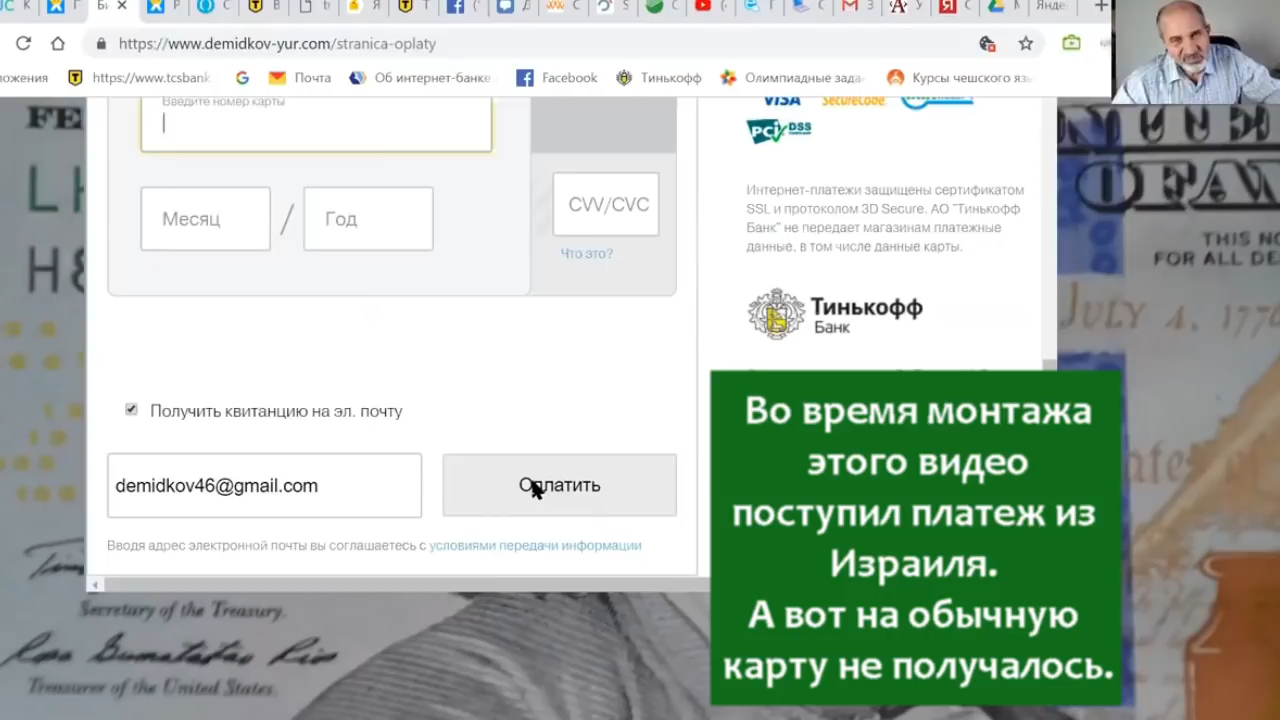 https://www.demidkov-yur.com/stranica-oplaty
ложения
https://www.tcsbank
Почта
Об интернет-банке
Facebook
Тинькофф
Олимпиадные зада
Курсы чешского яз
Введите номер карты
VISA
SecureCode
PCI DSS
FE
Месяц
/
Год
CVV/CVC
Что это?
Интернет-платежи защищены сертификатом
SSL и протоколом 3D Secure. АО "Тинькофф
Банк" не передает магазинам платежные
данные, в том числе данные карты.
THIS NO
FOR ALL DE
JULY 4, 1776
Тинькофф
Банк
Получить квитанцию на эл. почту
demidkov46@gmail.com
Оплатить
Вводя адрес электронной почты вы соглашаетесь с условиями передачи информации
Во время монтажа
этого видео
поступил платеж из
Израиля.
А вот на обычную
карту не получалось.
Secretary of the Treasury.
Treasurer of the United States.